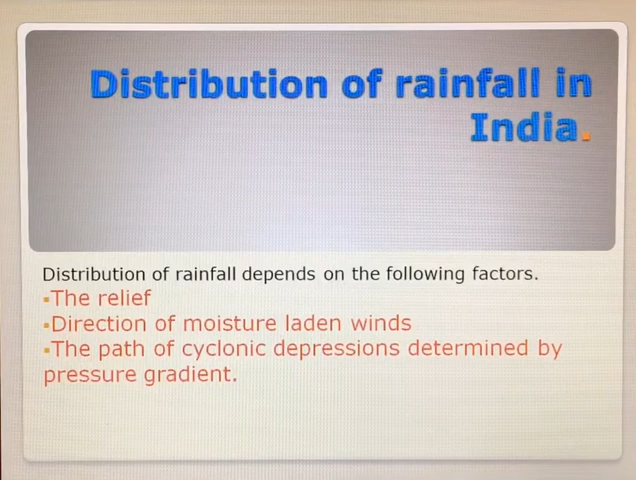 Distribution of rainfall in
India.
Distribution of rainfall depends on the following factors.
▪The relief
▪Direction of moisture laden winds
▪The path of cyclonic depressions determined by
pressure gradient.